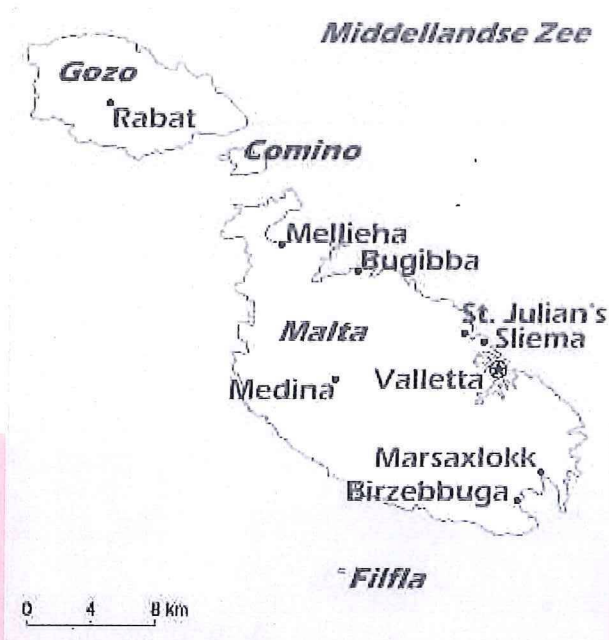 Middellandse Zee
Gozo
Rabat
Comino
Mellieha
Bugibba
St. Julian's
Sliema
Malta
Valletta
Medina
Marsaxlokk
Birzebbuga
Filfla
0 4 8 km